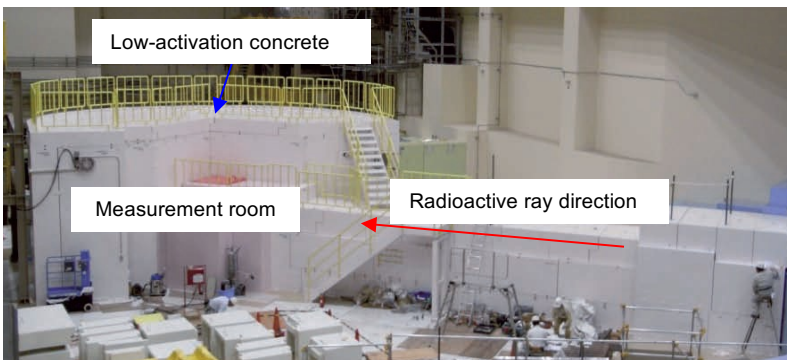 Low-activation concrete
Measurement room
Radioactive ray direction